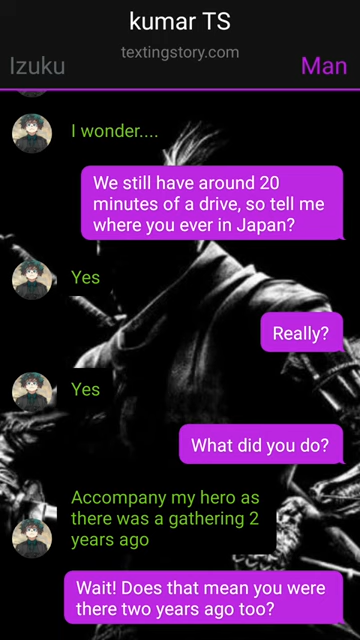 kumar TS
textingstory.com
Izuku
Man
I wonder....
We still have around 20
minutes of a drive, so tell me
where you ever in Japan?
Yes
Really?
Yes
What did you do?
Accompany my hero as
there was a gathering 2
years ago
Wait! Does that mean you were
there two years ago too?